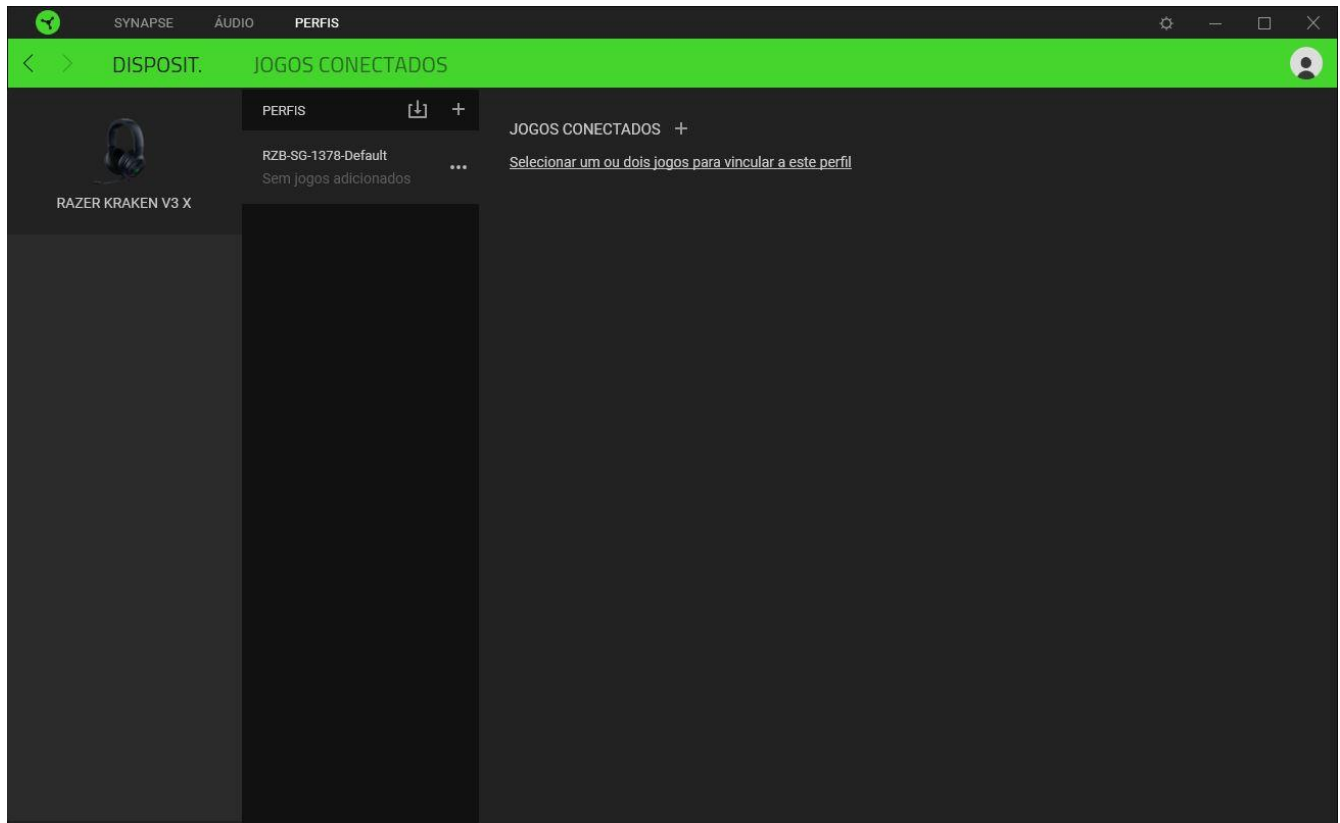 SYNAPSE ÁUDIO PERFIS
DISPOSIT. JOGOS CONECTADOS
RAZER KRAKEN V3 X
PERFIS
RZB-SG-1378-Default
Sem jogos adicionados
JOGOS CONECTADOS
Selecionar um ou dois jogos para vincular a este perfil